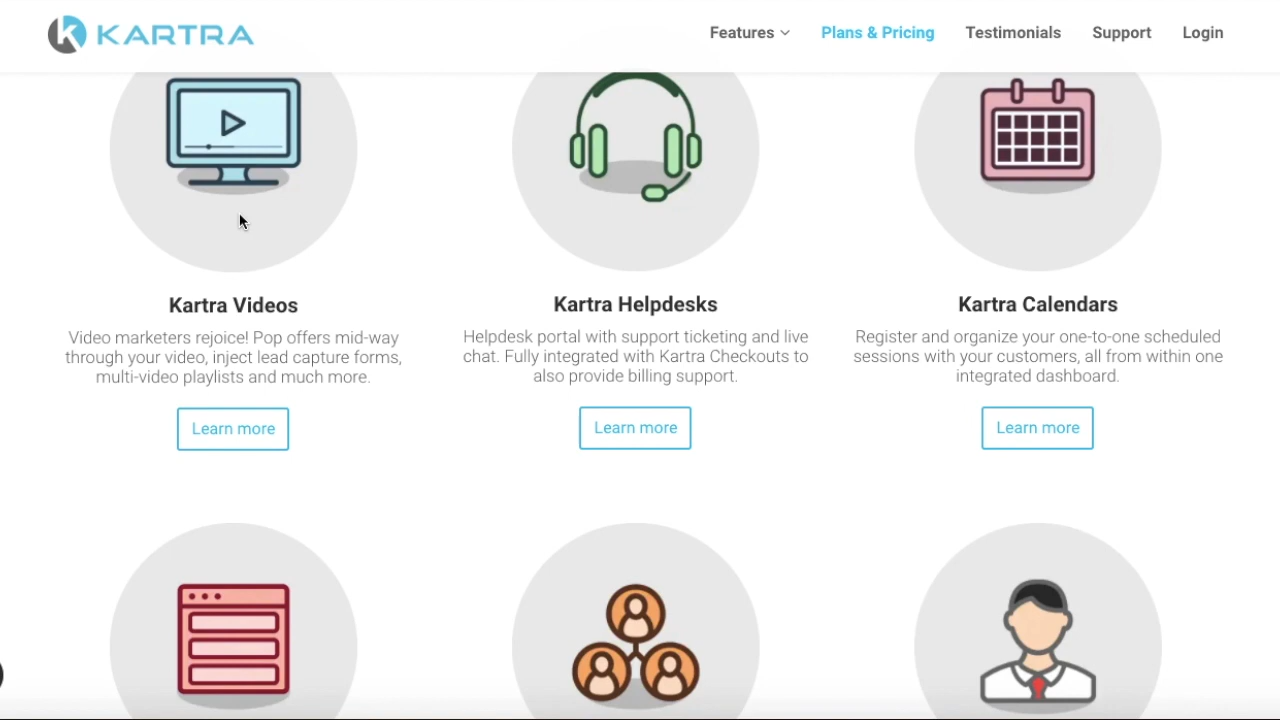 KARTRA
Features Plans & Pricing Testimonials Support Login
Kartra Videos
Video marketers rejoice! Pop offers mid-way
through your video, inject lead capture forms,
multi-video playlists and much more.
Learn more
Kartra Helpdesks
Helpdesk portal with support ticketing and live
chat. Fully integrated with Kartra Checkouts to
also provide billing support.
Learn more
Kartra Calendars
Register and organize your one-to-one scheduled
sessions with your customers, all from within one
integrated dashboard.
Learn more